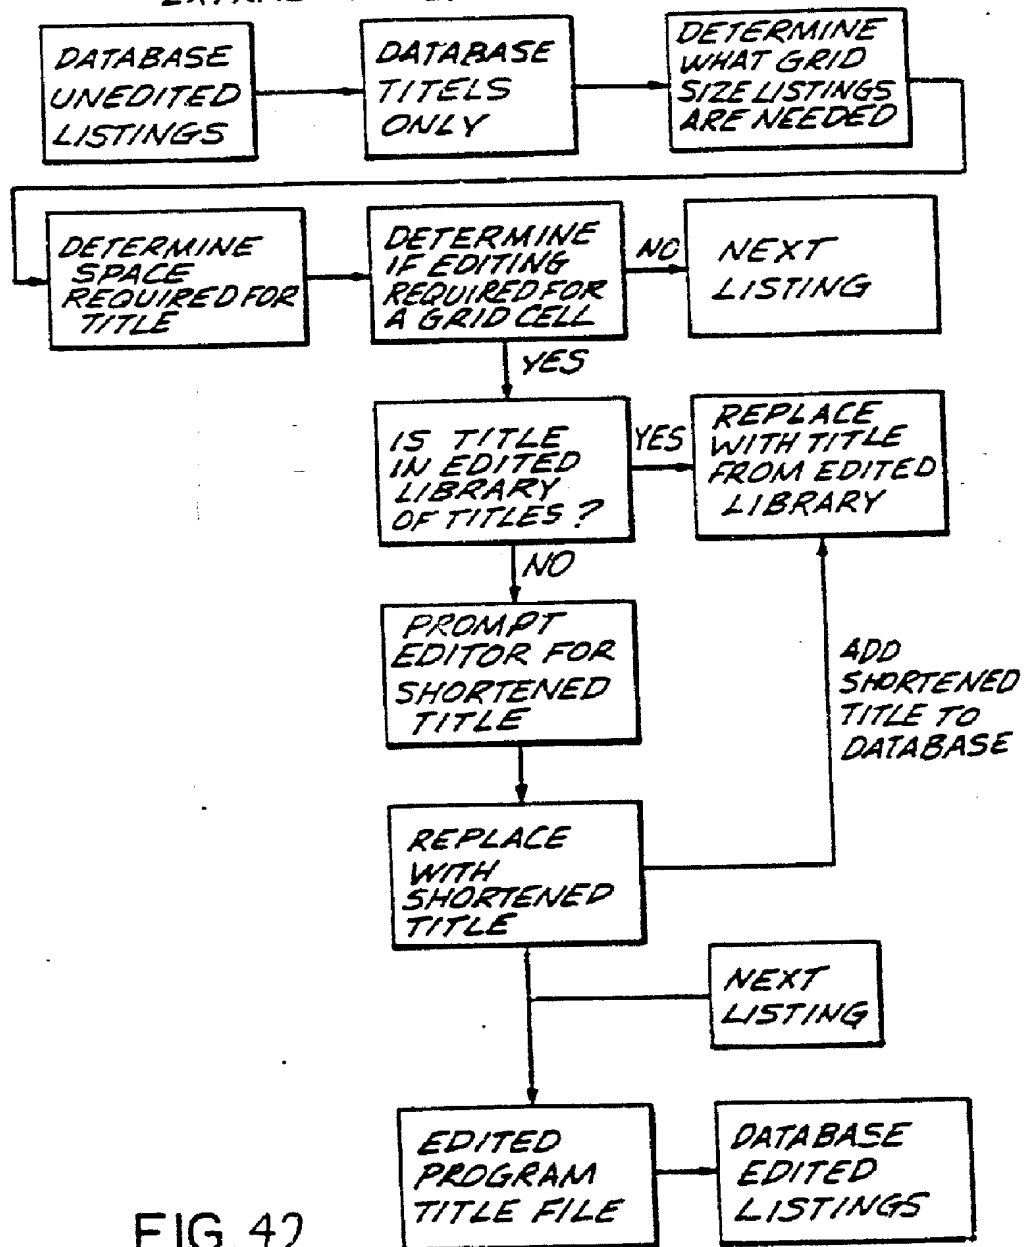 DATABASE
UNEDITED
LISTINGS
DATABASE
TITELS
ONLY
DETERMINE
WHAT GRID
SIZE LISTINGS
ARE NEEDED
DETERMINE
SPACE
REQUIRED FOR
TITLE
DETERMINE
IF EDITING
REQUIRED FOR
A GRID CELL
NO
NEXT
LISTING
YES
IS TITLE
IN EDITED
LIBRARY
OF TITLES?
YES
REPLACE
WITH TITLE
FROM EDITED
LIBRARY
NO
PROMPT
EDITOR FOR
SHORTENED
TITLE
ADD
SHORTENED
TITLE TO
DATABASE
REPLACE
WITH
SHORTENED
TITLE
NEXT
LISTING
EDITED
PROGRAM
TITLE FILE
DATABASE
EDITED
LISTINGS
FIG. 42